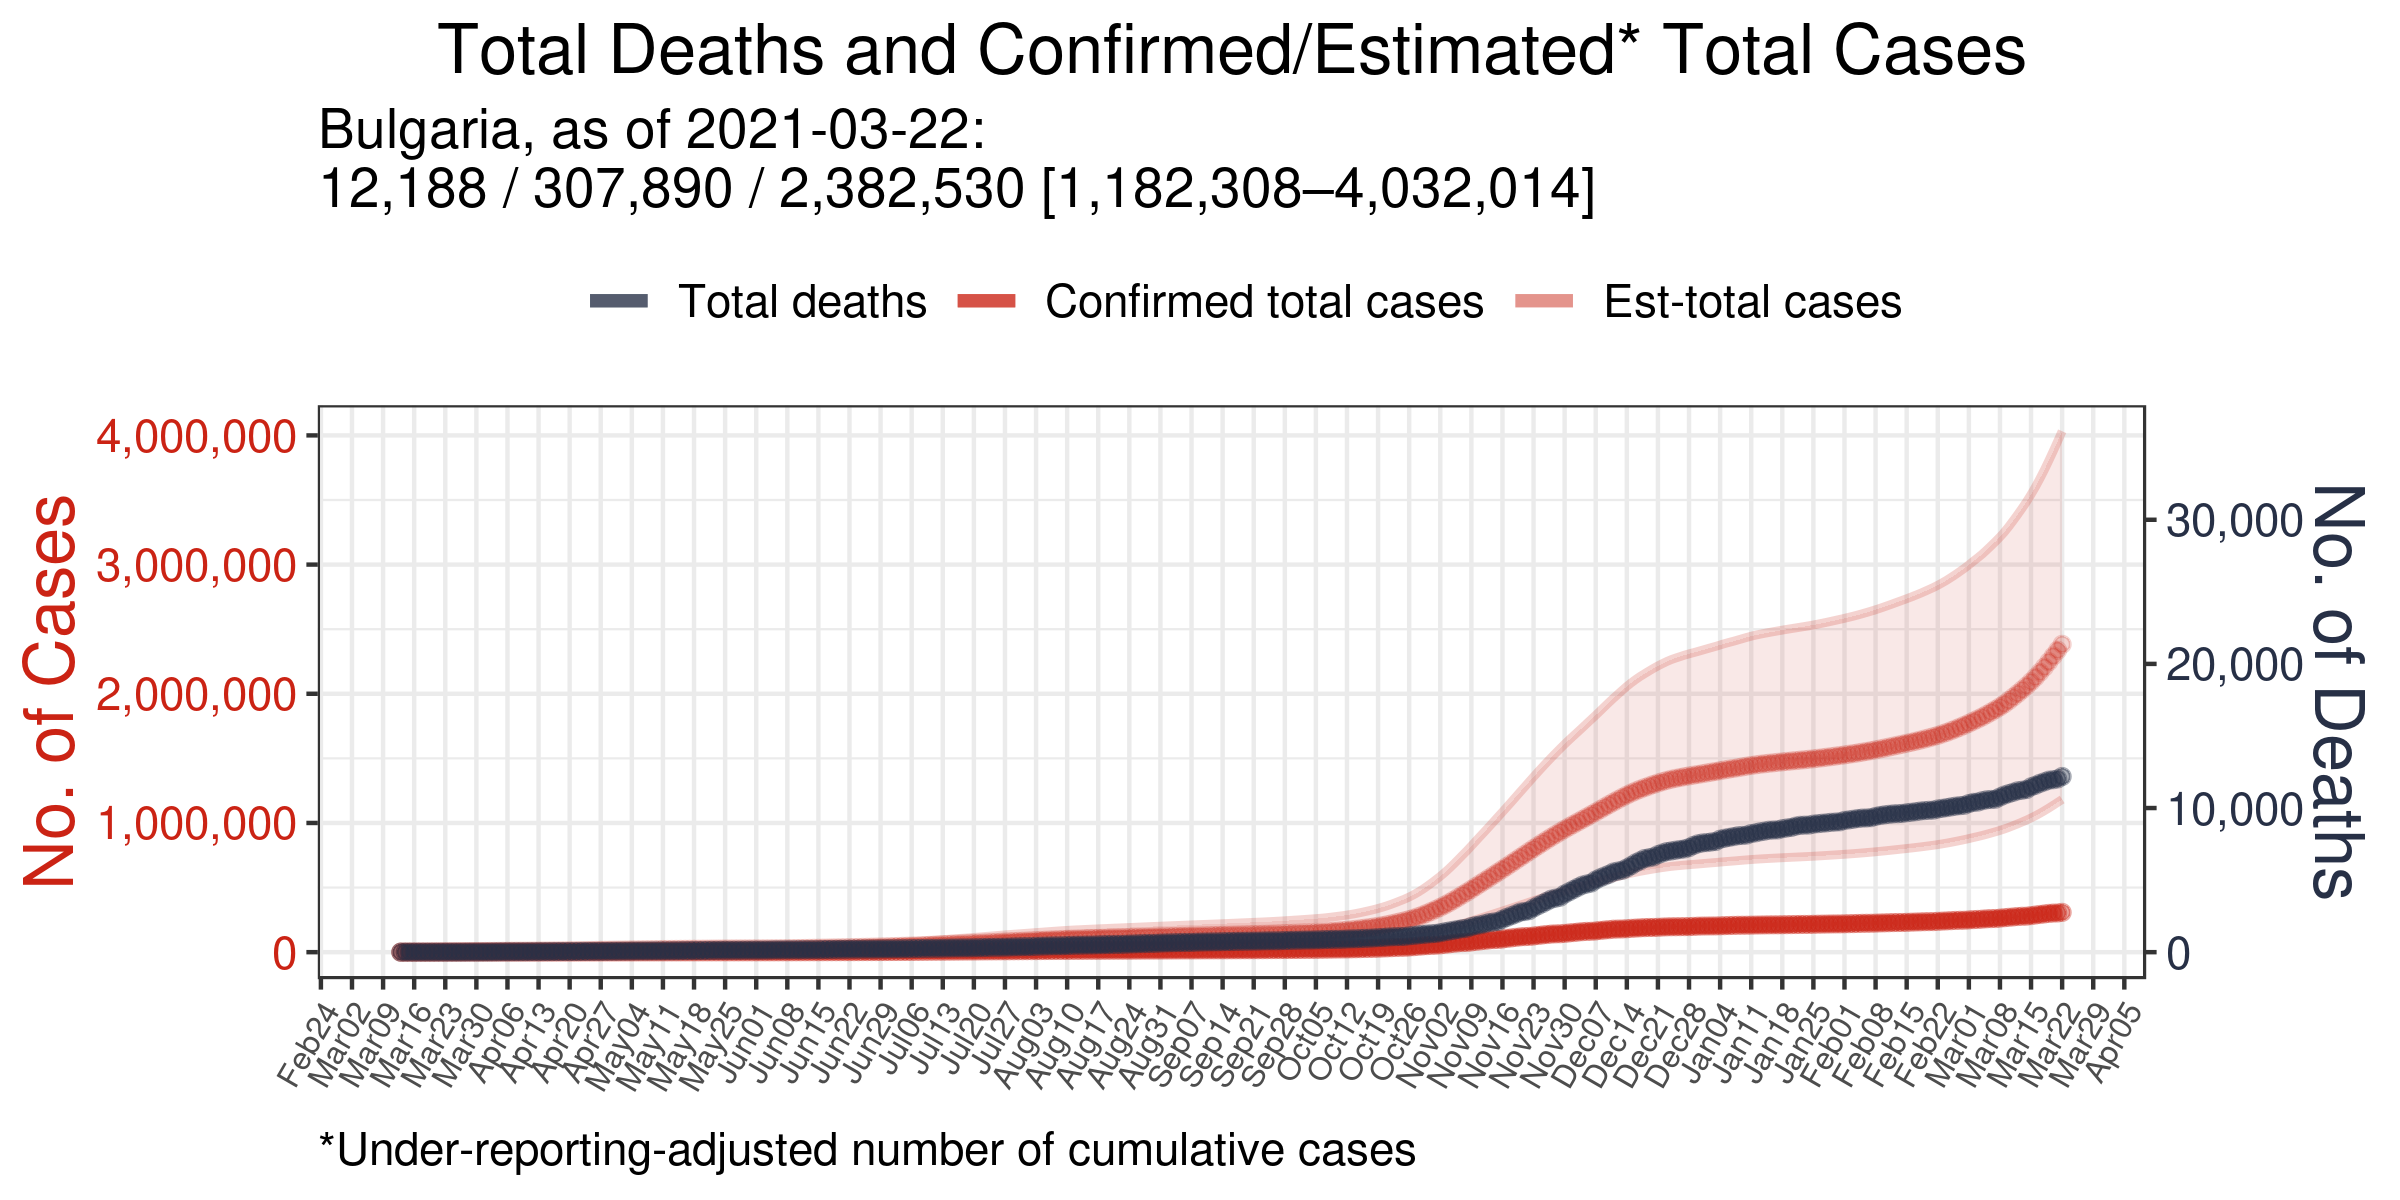 Total Deaths and Confirmed/Estimated* Total Cases
Bulgaria, as of 2021-03-22:
12,188 / 307,890 / 2,382,530 [1,182,308–4,032,014]
Total deaths
Confirmed total cases
Est-total cases
No. of Cases
4,000,000
3,000,000
2,000,000
1,000,000
0
30,000
20,000
10,000
0
No. of Deaths
Feb24
Mar02
Mar09
Mar16
Mar23
Mar30
Apr06
Apr13
Apr20
Apr27
May04
May11
May18
May25
Jun01
Jun08
Jun15
Jun22
Jun29
Jul06
Jul13
Jul20
Jul27
Aug03
Aug10
Aug17
Aug24
Aug31
Sep07
Sep14
Sep21
Sep28
Oct05
Oct12
Oct19
Oct26
Nov02
Nov09
Nov16
Nov23
Nov30
Dec07
Dec14
Dec21
Dec28
Jan04
Jan11
Jan18
Jan25
Feb01
Feb08
Feb15
Feb22
Mar01
Mar08
Mar15
Mar22
Mar29
Apr05
*Under-reporting-adjusted number of cumulative cases